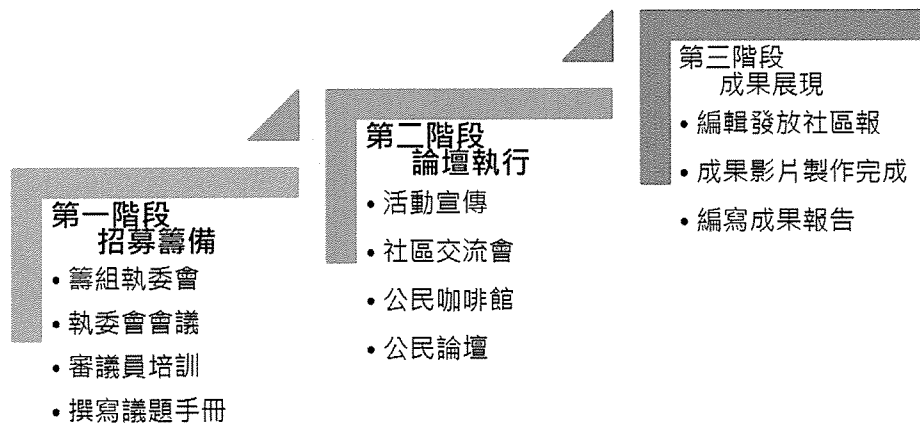 第一階段
招募籌備
• 籌組執委會
• 執委會會議
• 審議員培訓
• 撰寫議題手冊
第二階段
論壇執行
• 活動宣傳
• 社區交流會
• 公民咖啡館
• 公民論壇
第三階段
成果展現
• 編輯發放社區報
• 成果影片製作完成
• 編寫成果報告